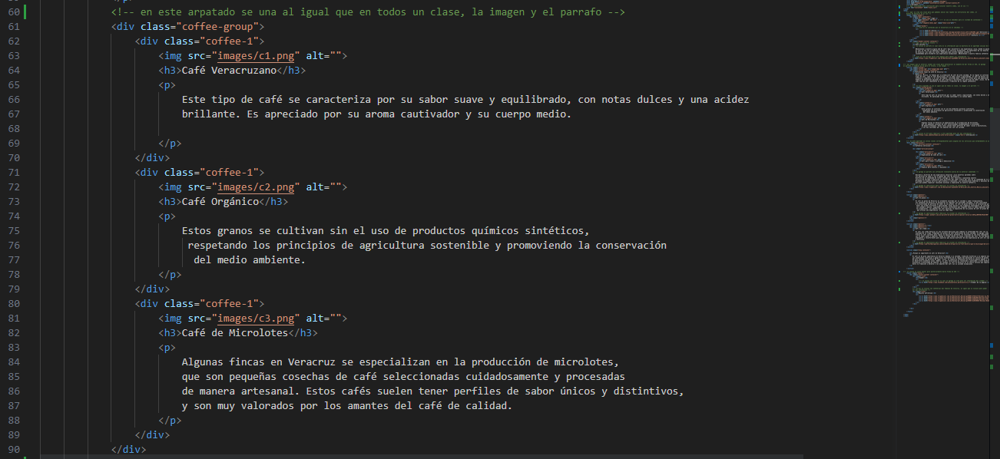 60 <!-- en este arpatado se una al igual que en todos un clase, la imagen y el parrafo -->
61 <div class="coffee-group">
62 <div class="coffee-1">
63 <img src="images/c1.png" alt="">
64 <h3>Café Veracruzano</h3>
65 <p>
66 Este tipo de café se caracteriza por su sabor suave y equilibrado, con notas dulces y una acidez
67 brillante. Es apreciado por su aroma cautivador y su cuerpo medio.
68
69 </p>
70 </div>
71 <div class="coffee-1">
72 <img src="images/c2.png" alt="">
73 <h3>Café Orgánico</h3>
74 <p>
75 Estos granos se cultivan sin el uso de productos químicos sintéticos,
76 respetando los principios de agricultura sostenible y promoviendo la conservación
77 del medio ambiente.
78 </p>
79 </div>
80 <div class="coffee-1">
81 <img src="images/c3.png" alt="">
82 <h3>Café de Microlotes</h3>
83 <p>
84 Algunas fincas en Veracruz se especializan en la producción de microlotes,
85 que son pequeñas cosechas de café seleccionadas cuidadosamente y procesadas
86 de manera artesanal. Estos cafés suelen tener perfiles de sabor únicos y distintivos,
87 y son muy valorados por los amantes del café de calidad.
88 </p>
89 </div>
90 </div>